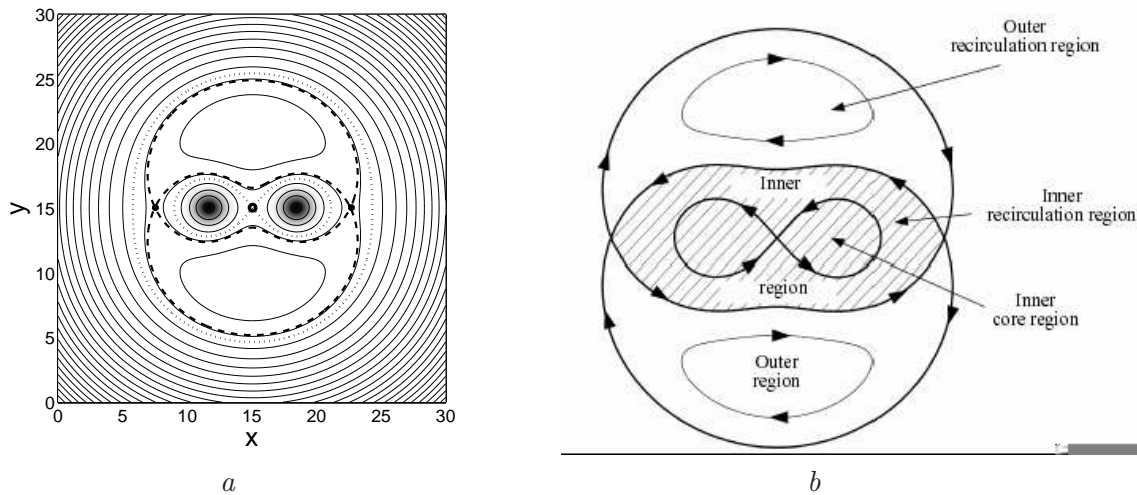 30
25
20
15
10
5
0
y
0 5 10 15 20 25 30
x
a
Outer
recirculation region
Inner
Inner
recirculation region
region
Inner
core region
Outer
region
b